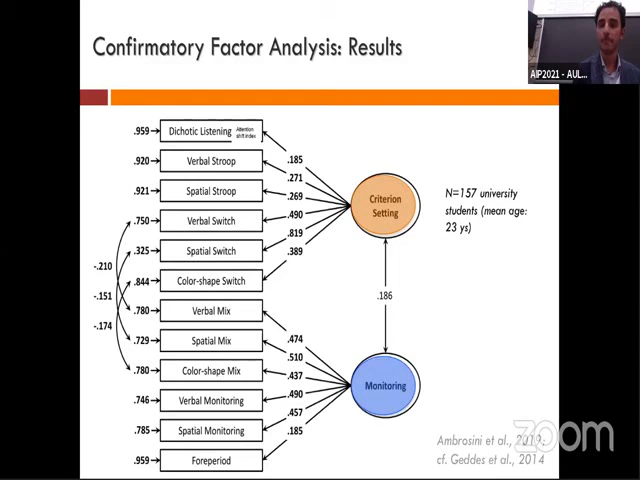 Confirmatory Factor Analysis: Results
AIP2021 - AUL...
.959 Dichotic Listening Attention shift index
.920 Verbal Stroop
.921 Spatial Stroop
.750 Verbal Switch
.325 Spatial Switch
.844 Color-shape Switch
.780 Verbal Mix
.729 Spatial Mix
.780 Color-shape Mix
.746 Verbal Monitoring
.785 Spatial Monitoring
.959 Foreperiod
-.210
-.151
-.174
.185
.271
.269
.490
.819
.389
.474
.510
.437
.490
.457
.185
Criterion
Setting
.186
Monitoring
N=157 university
students (mean age:
23 ys)
Ambrosini et al., 2019;
cf. Geddes et al., 2014
zoom